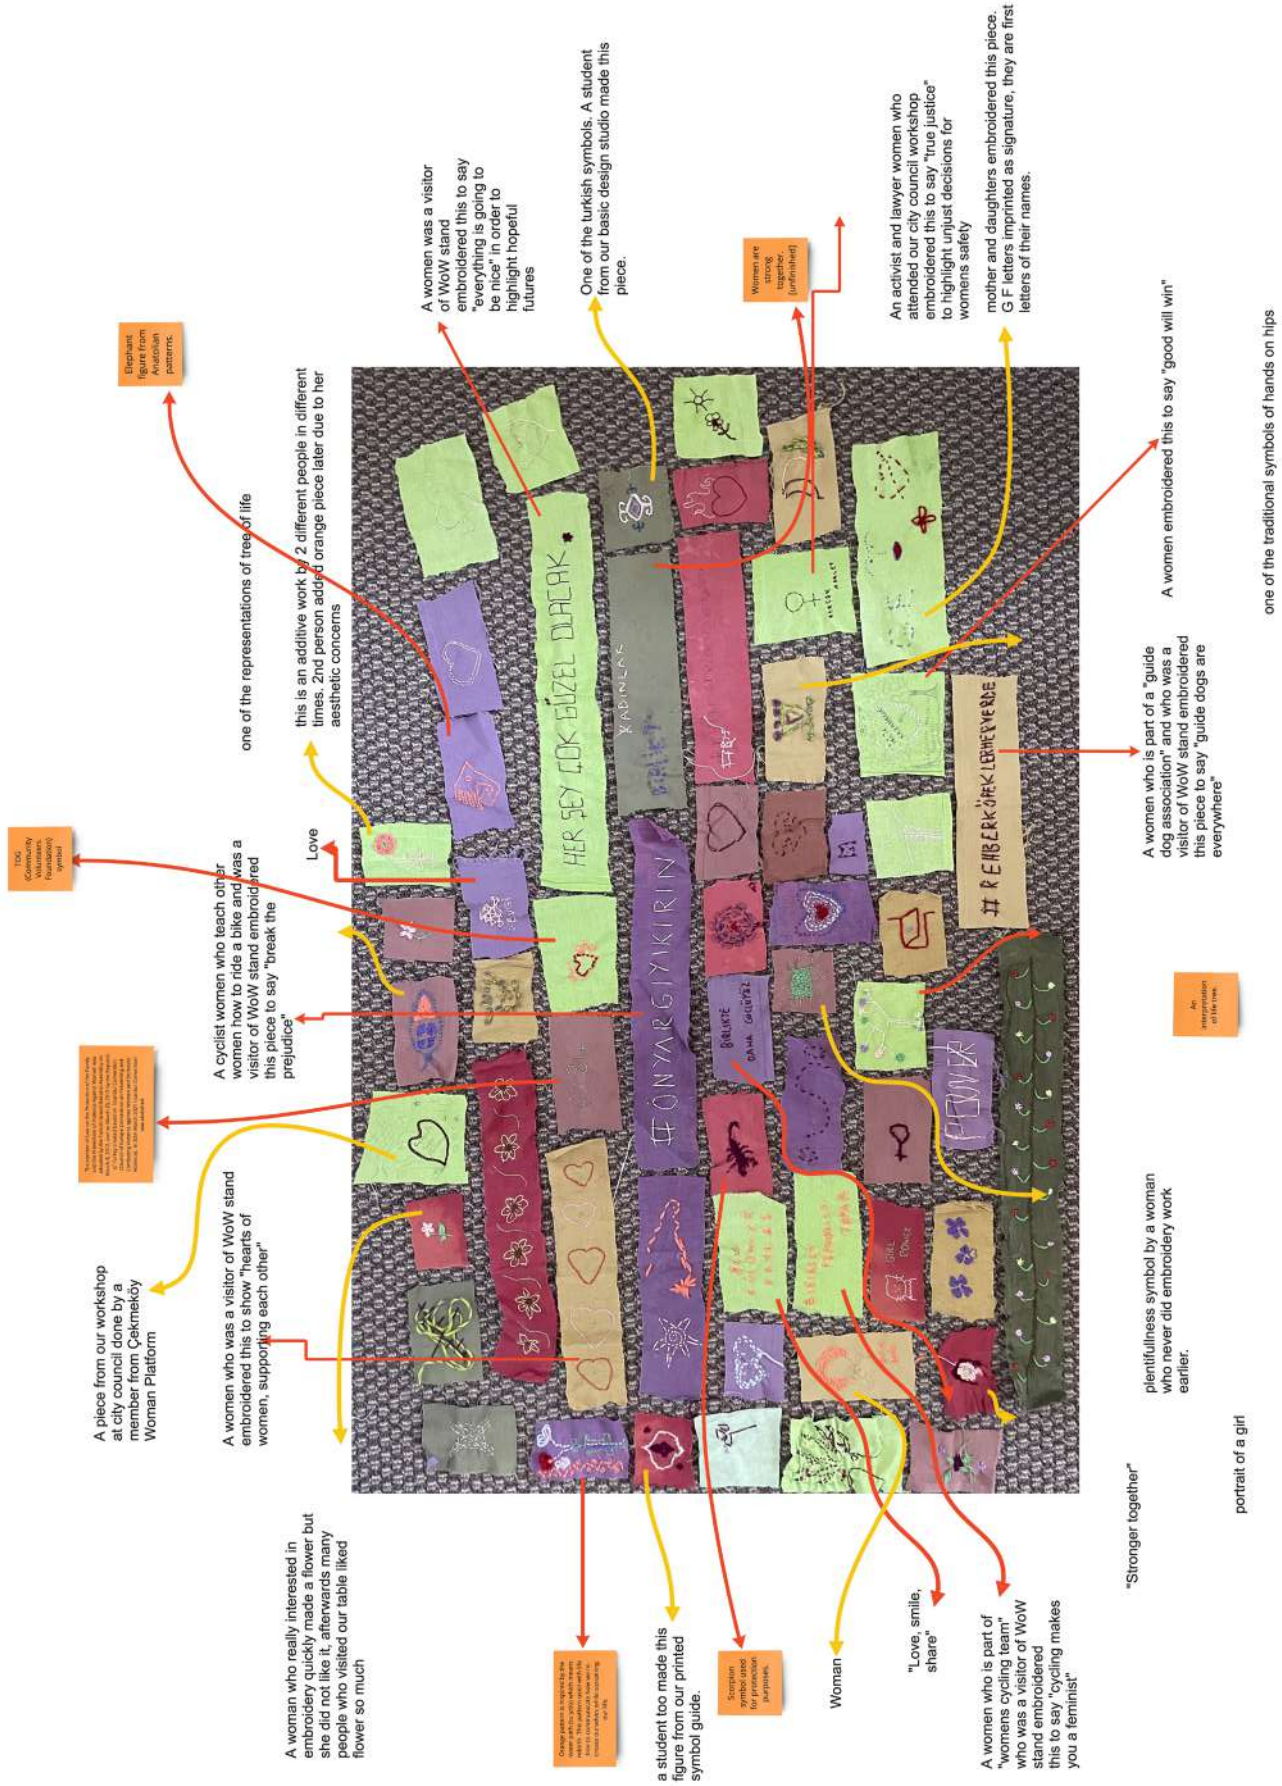 A woman who really interested in
embroidery quickly made a flower but
she did not like it, afterwards many
people who visited our table liked
flower so much
A piece from our workshop
at city council done by a
member from Çekmeköy
Woman Platform
A women who was a visitor of WoW stand
embroidered this to show "hearts of
women, supporting each other"
A cyclist women who teach other
women how to ride a bike and was a
visitor of WoW stand embroidered
this piece to say "break the
prejudice"
TOG
(Community
Volunteers
Foundation)
symbol
Love
one of the representations of tree of life
this is an additive work by 2 different people in different
times. 2nd person added orange piece later due to her
aesthetic concerns
Elephant
figure from
Anatolian
patterns.
A women was a visitor
of WoW stand
embroidered this to say
"everything is going to
be nice" in order to
highlight hopeful
futures
One of the turkish symbols. A student
from our basic design studio made this
piece.
Women are
strong
together.
(unfinished)
An activist and lawyer women who
attended our city council workshop
embroidered this to say "true justice"
to highlight unjust decisions for
womens safety
mother and daughters embroidered this piece.
G F letters imprinted as signature, they are first
letters of their names.
HER ŞEY ÇOK GÜZEL OLACAK
KADINLAR
BİRLİKT
#ÖNYARGIYIKIRIN
BİRLİKTE
DAHA GÜÇLÜYÜZ
GIRL
POWER
#REHBERKÖPEKLERHERYERDE
a student too made this
figure from our printed
symbol guide.
Scorpion
symbol used
for protection
purposes.
Woman
"Love, smile,
share"
A women who is part of
"womens cycling team"
who was a visitor of WoW
stand embroidered
this to say "cycling makes
you a feminist"
"Stronger together"
portrait of a girl
plentifullness symbol by a woman
who never did embroidery work
earlier.
An
interpretation
of life tree.
A women who is part of a "guide
dog association" and who was a
visitor of WoW stand embroidered
this piece to say "guide dogs are
everywhere"
A women embroidered this to say "good will win"
one of the traditional symbols of hands on hips